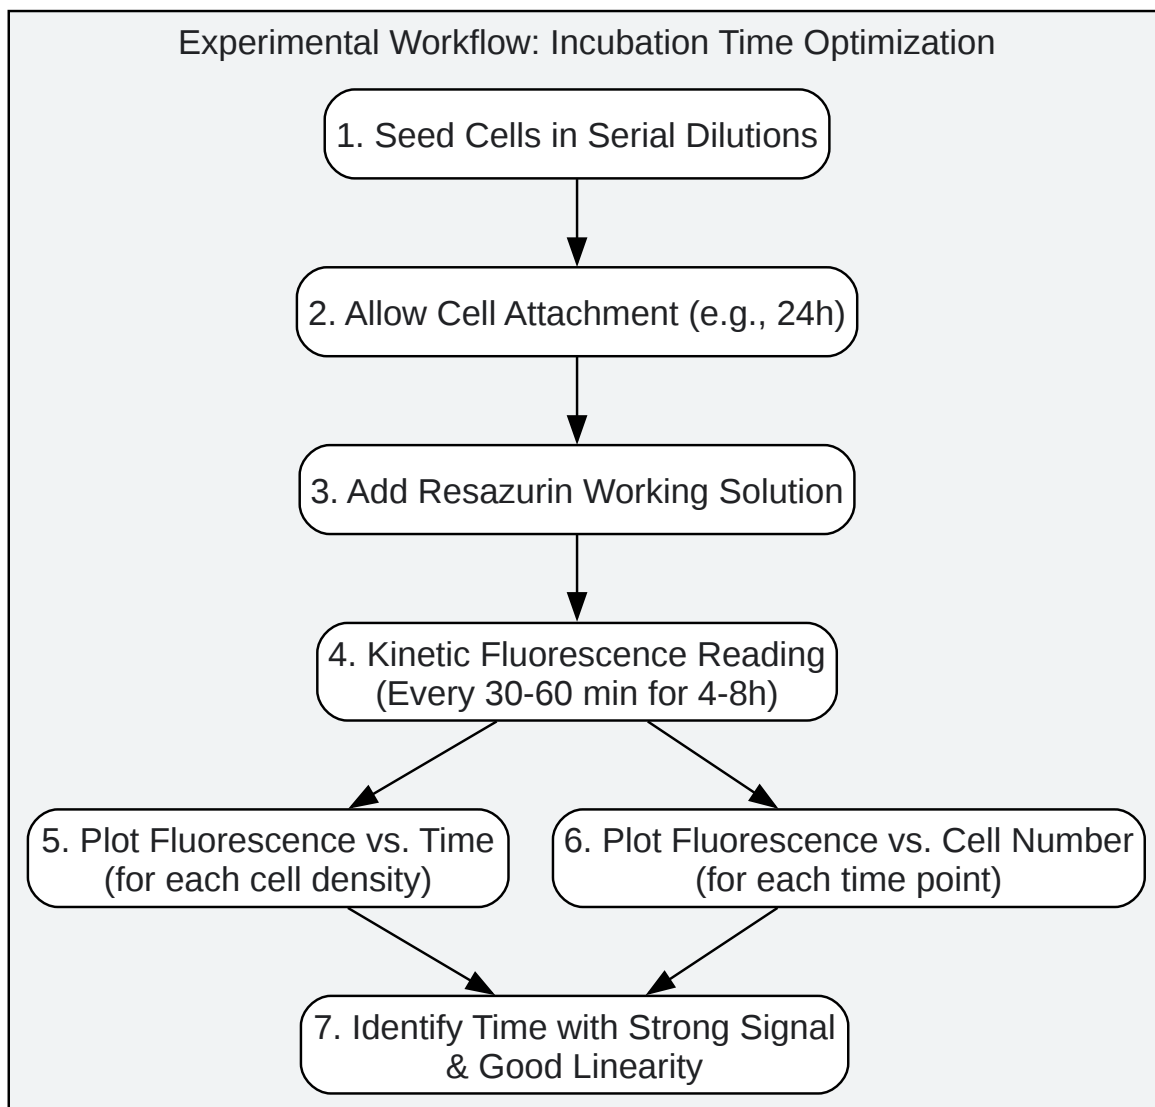 Experimental Workflow: Incubation Time Optimization
1. Seed Cells in Serial Dilutions
2. Allow Cell Attachment (e.g., 24h)
3. Add Resazurin Working Solution
4. Kinetic Fluorescence Reading
(Every 30-60 min for 4-8h)
5. Plot Fluorescence vs. Time
(for each cell density)
6. Plot Fluorescence vs. Cell Number
(for each time point)
7. Identify Time with Strong Signal
& Good Linearity